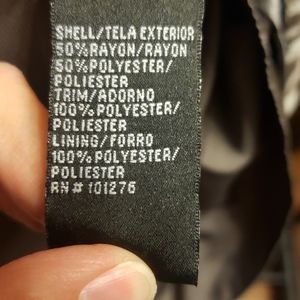 SHELL/TELA EXTERIOR
50%RAYON/RAYON
50%POLYESTER/
POLIESTER
TRIM/ADORNO
100%POLYESTER/
POLIESTER
LINING/FORRO
100%POLYESTER/
POLIESTER
RN# 101276